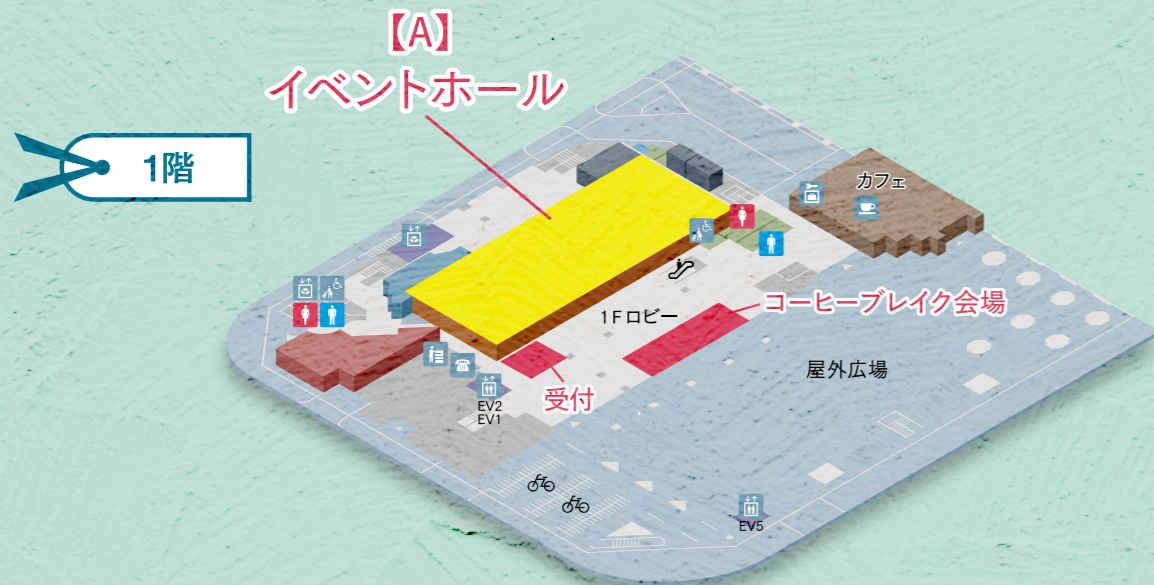 【A】
イベントホール
1階
カフェ
コーヒーブレイク会場
1Fロビー
屋外広場
受付
EV2
EV1
EV5